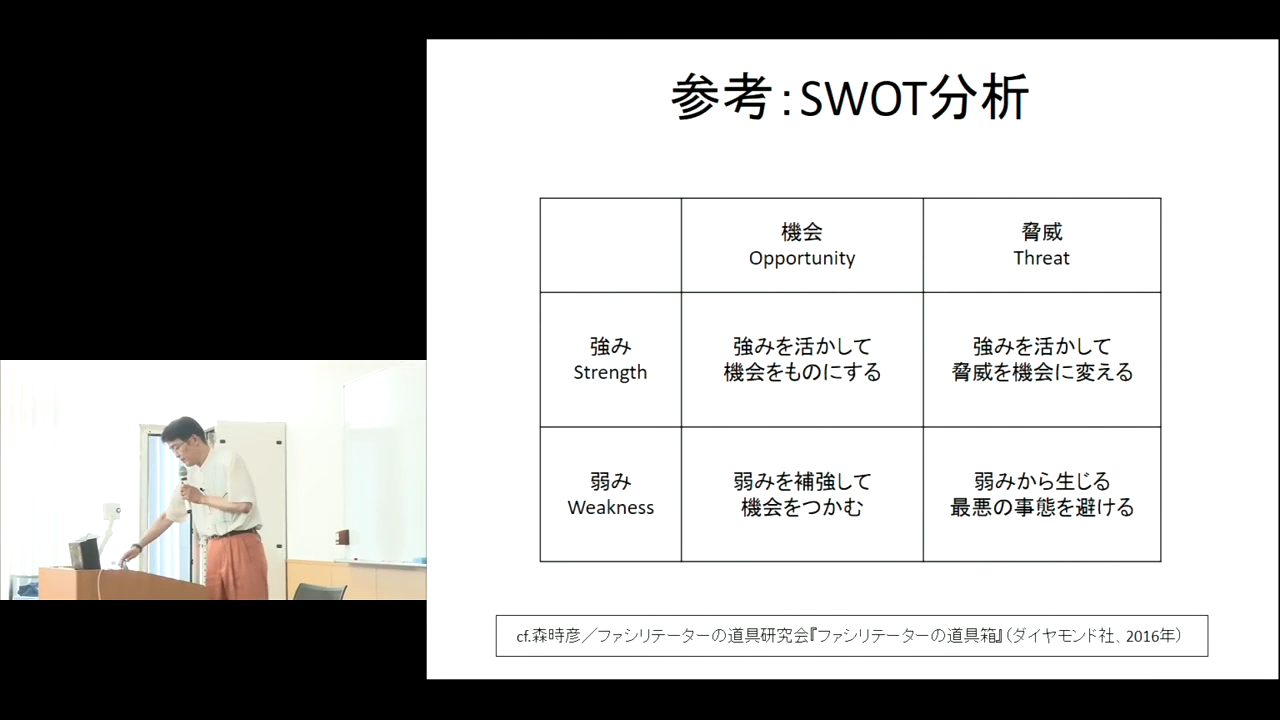 参考：SWOT分析
機会
Opportunity
脅威
Threat
強み
Strength
強みを活かして
機会をものにする
強みを活かして
脅威を機会に変える
弱み
Weakness
弱みを補強して
機会をつかむ
弱みから生じる
最悪の事態を避ける
cf.森時彦／ファシリテーターの道具研究会『ファシリテーターの道具箱』（ダイヤモンド社、2016年）